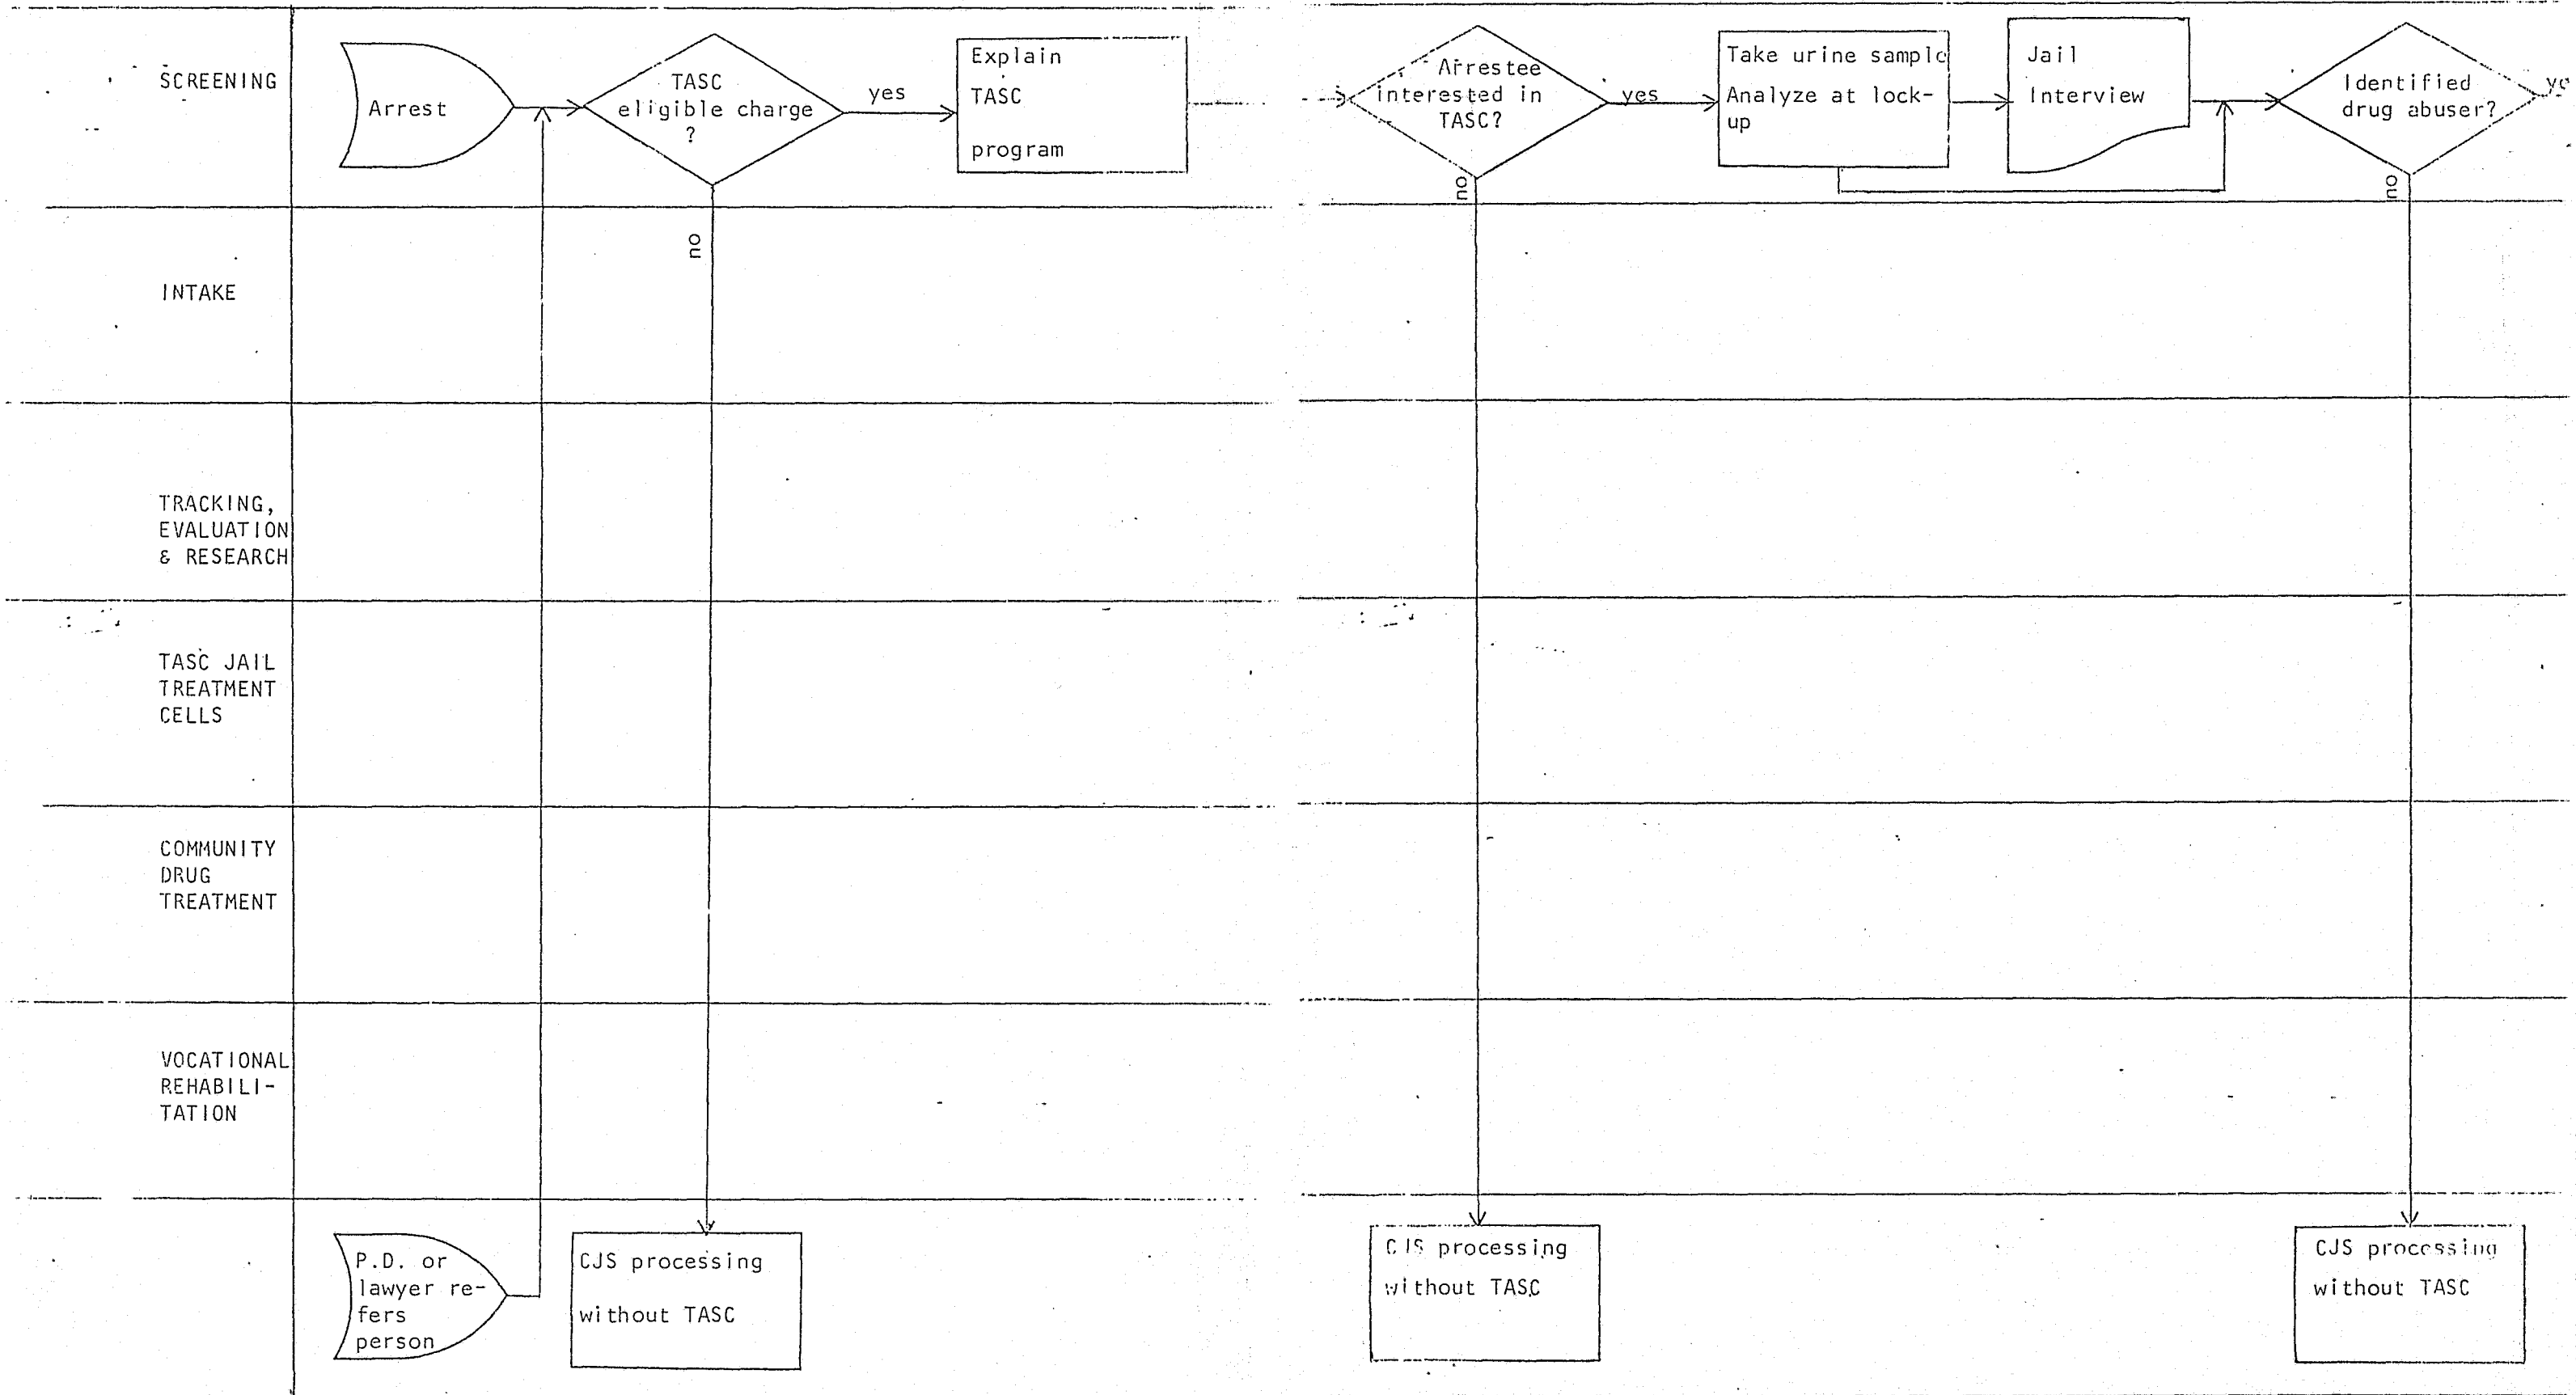 SCREENING
Arrest
TASC
eligible charge
?
yes
no
Explain
TASC
program
Arrestee
interested in
TASC?
yes
no
Take urine sample
Analyze at lock-
up
Jail
Interview
Identified
drug abuser?
no
INTAKE
TRACKING,
EVALUATION
& RESEARCH
TASC JAIL
TREATMENT
CELLS
COMMUNITY
DRUG
TREATMENT
VOCATIONAL
REHABILI-
TATION
P.D. or
lawyer re-
fers
person
CJS processing
without TASC
CJS processing
without TASC
CJS processing
without TASC